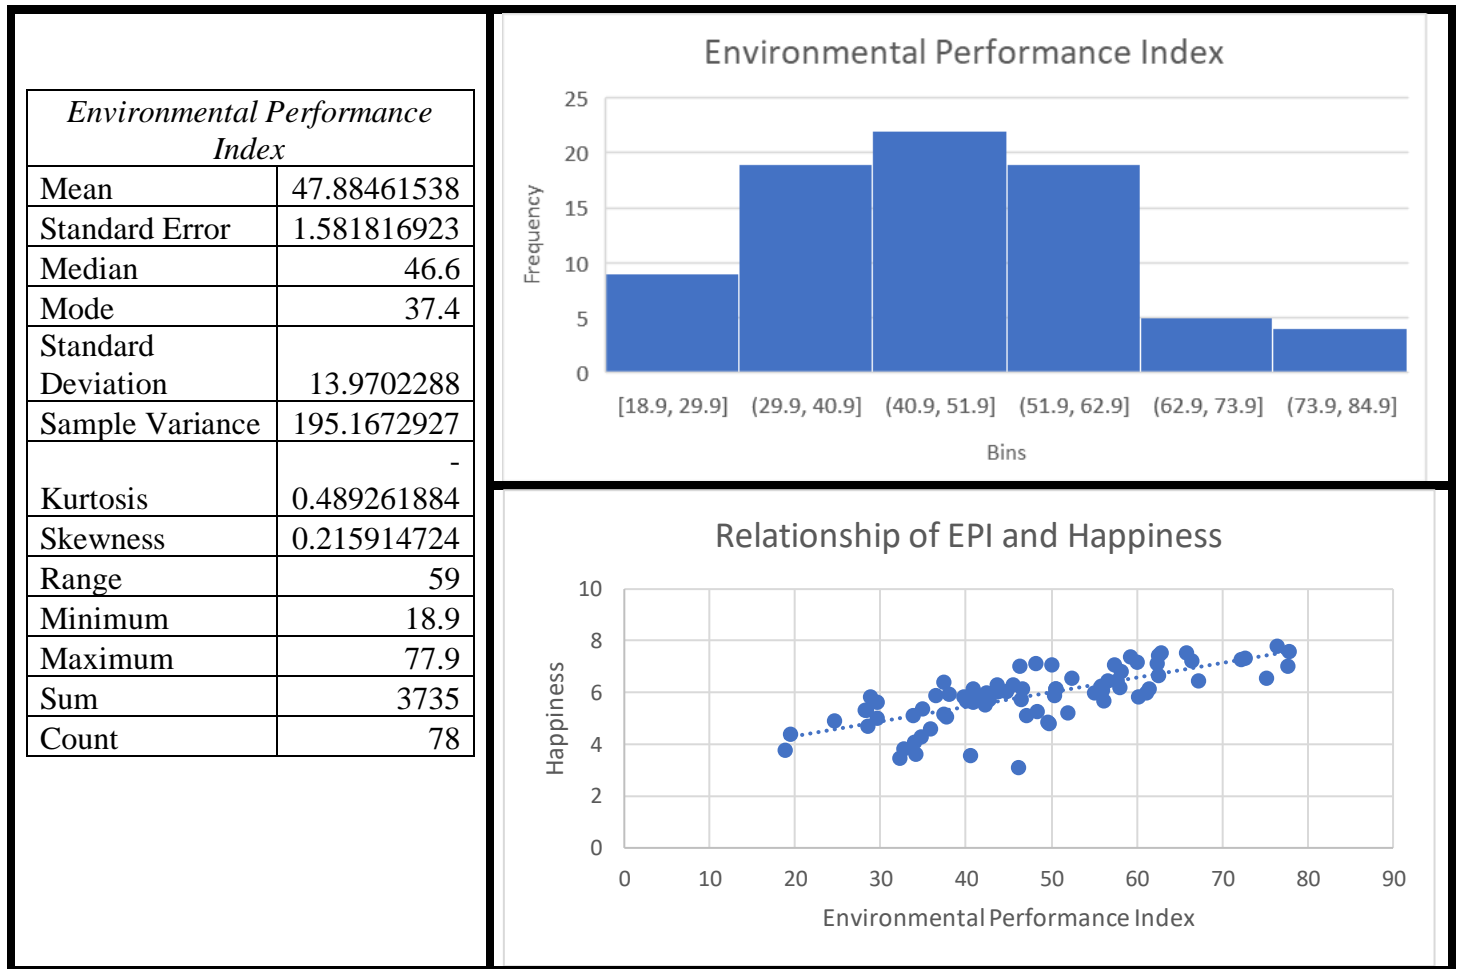 Environmental Performance
Index
Mean 47.88461538
Standard Error 1.581816923
Median 46.6
Mode 37.4
Standard
Deviation 13.9702288
Sample Variance 195.1672927
-
Kurtosis 0.489261884
Skewness 0.215914724
Range 59
Minimum 18.9
Maximum 77.9
Sum 3735
Count 78
Environmental Performance Index
25
20
15
10
5
0
Frequency
[18.9, 29.9] (29.9, 40.9] (40.9, 51.9] (51.9, 62.9] (62.9, 73.9] (73.9, 84.9]
Bins
Relationship of EPI and Happiness
10
8
6
4
2
0
Happiness
0 10 20 30 40 50 60 70 80 90
Environmental Performance Index